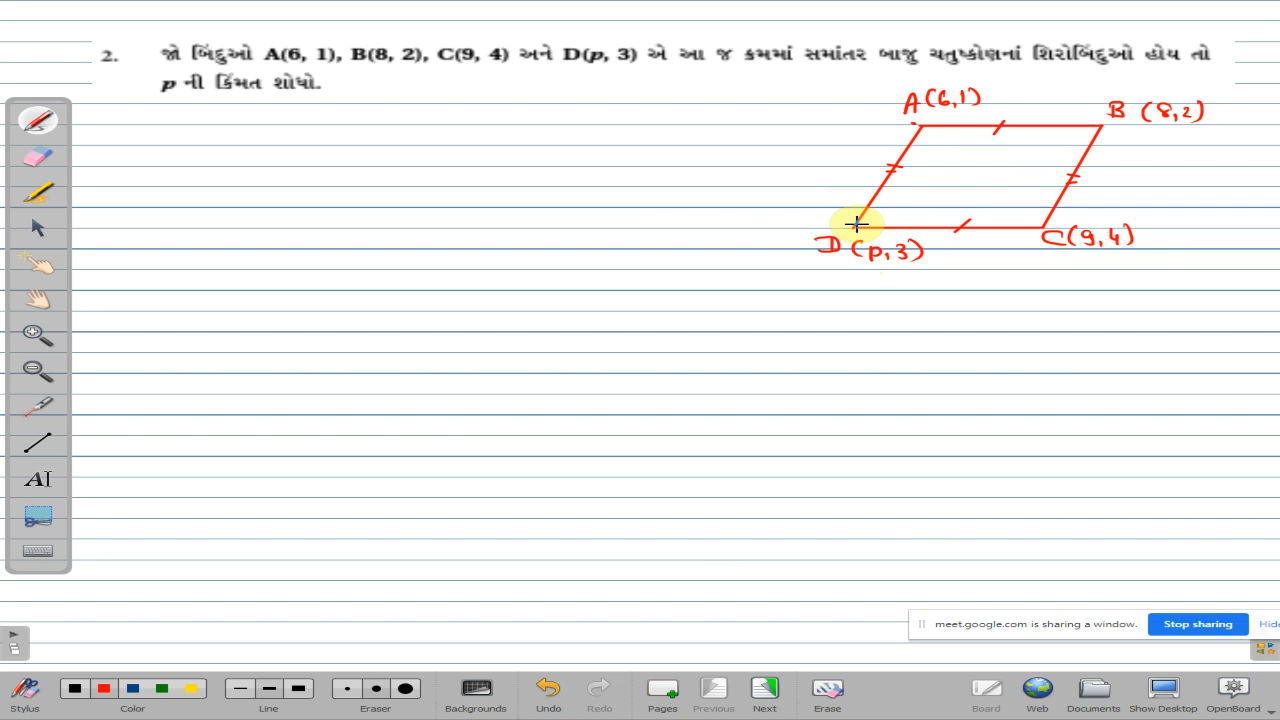 2. જો બિંદુઓ A(6, 1), B(8, 2), C(9, 4) અને D(p, 3) એ આ જ ક્રમમાં સમાંતર બાજુ ચતુષ્કોણનાં શિરોબિંદુઓ હોય તો
p ની કિંમત શોધો.
A(6,1)
B (8,2)
D(p,3)
C(9,4)
AI
meet.google.com is sharing a window. Stop sharing Hide
Stylus Color Line Eraser Backgrounds Undo Redo Pages Previous Next Erase Board Web Documents Show Desktop OpenBoard